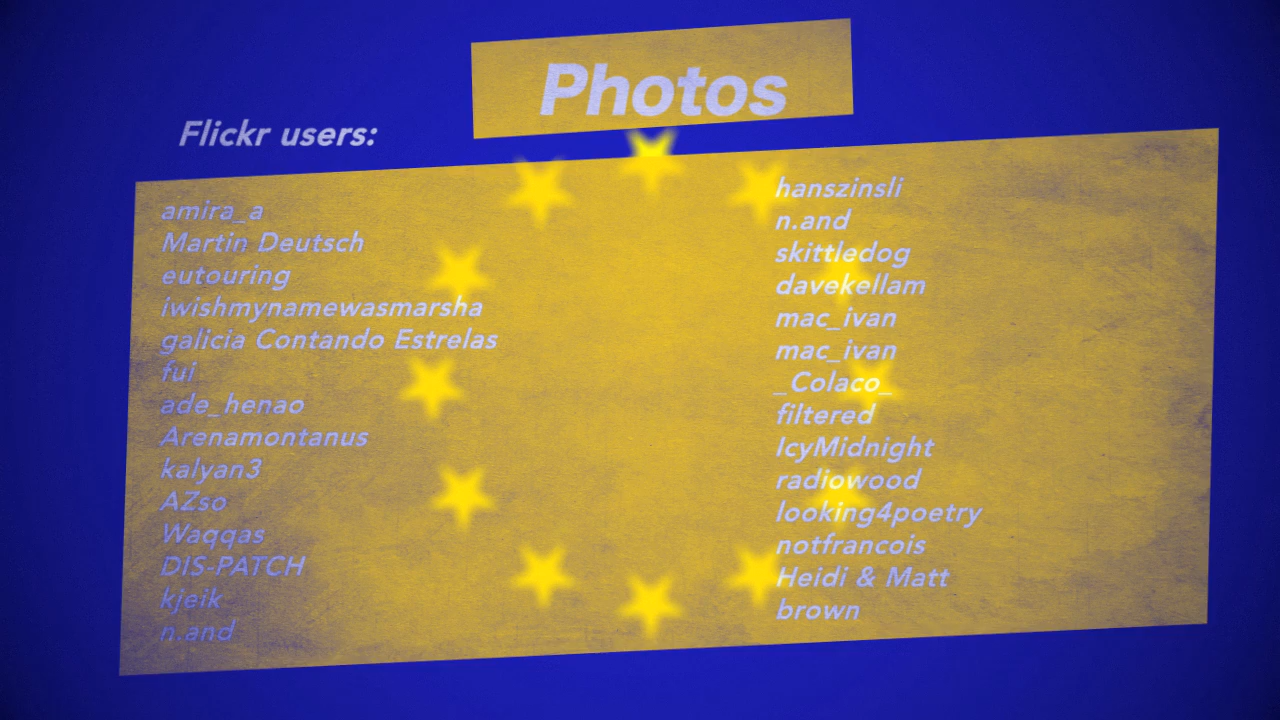 Photos
Flickr users:
amira_a
Martin Deutsch
eutouring
iwishmynamewasmarsha
galicia Contando Estrelas
fui
ade_henao
Arenamontanus
kalyan3
AZso
Waqqas
DIS-PATCH
kjeik
n.and
hanszinsli
n.and
skittledog
davekellam
mac_ivan
mac_ivan
_Colaco_
filtered
IcyMidnight
radiowood
looking4poetry
notfrancois
Heidi & Matt
brown